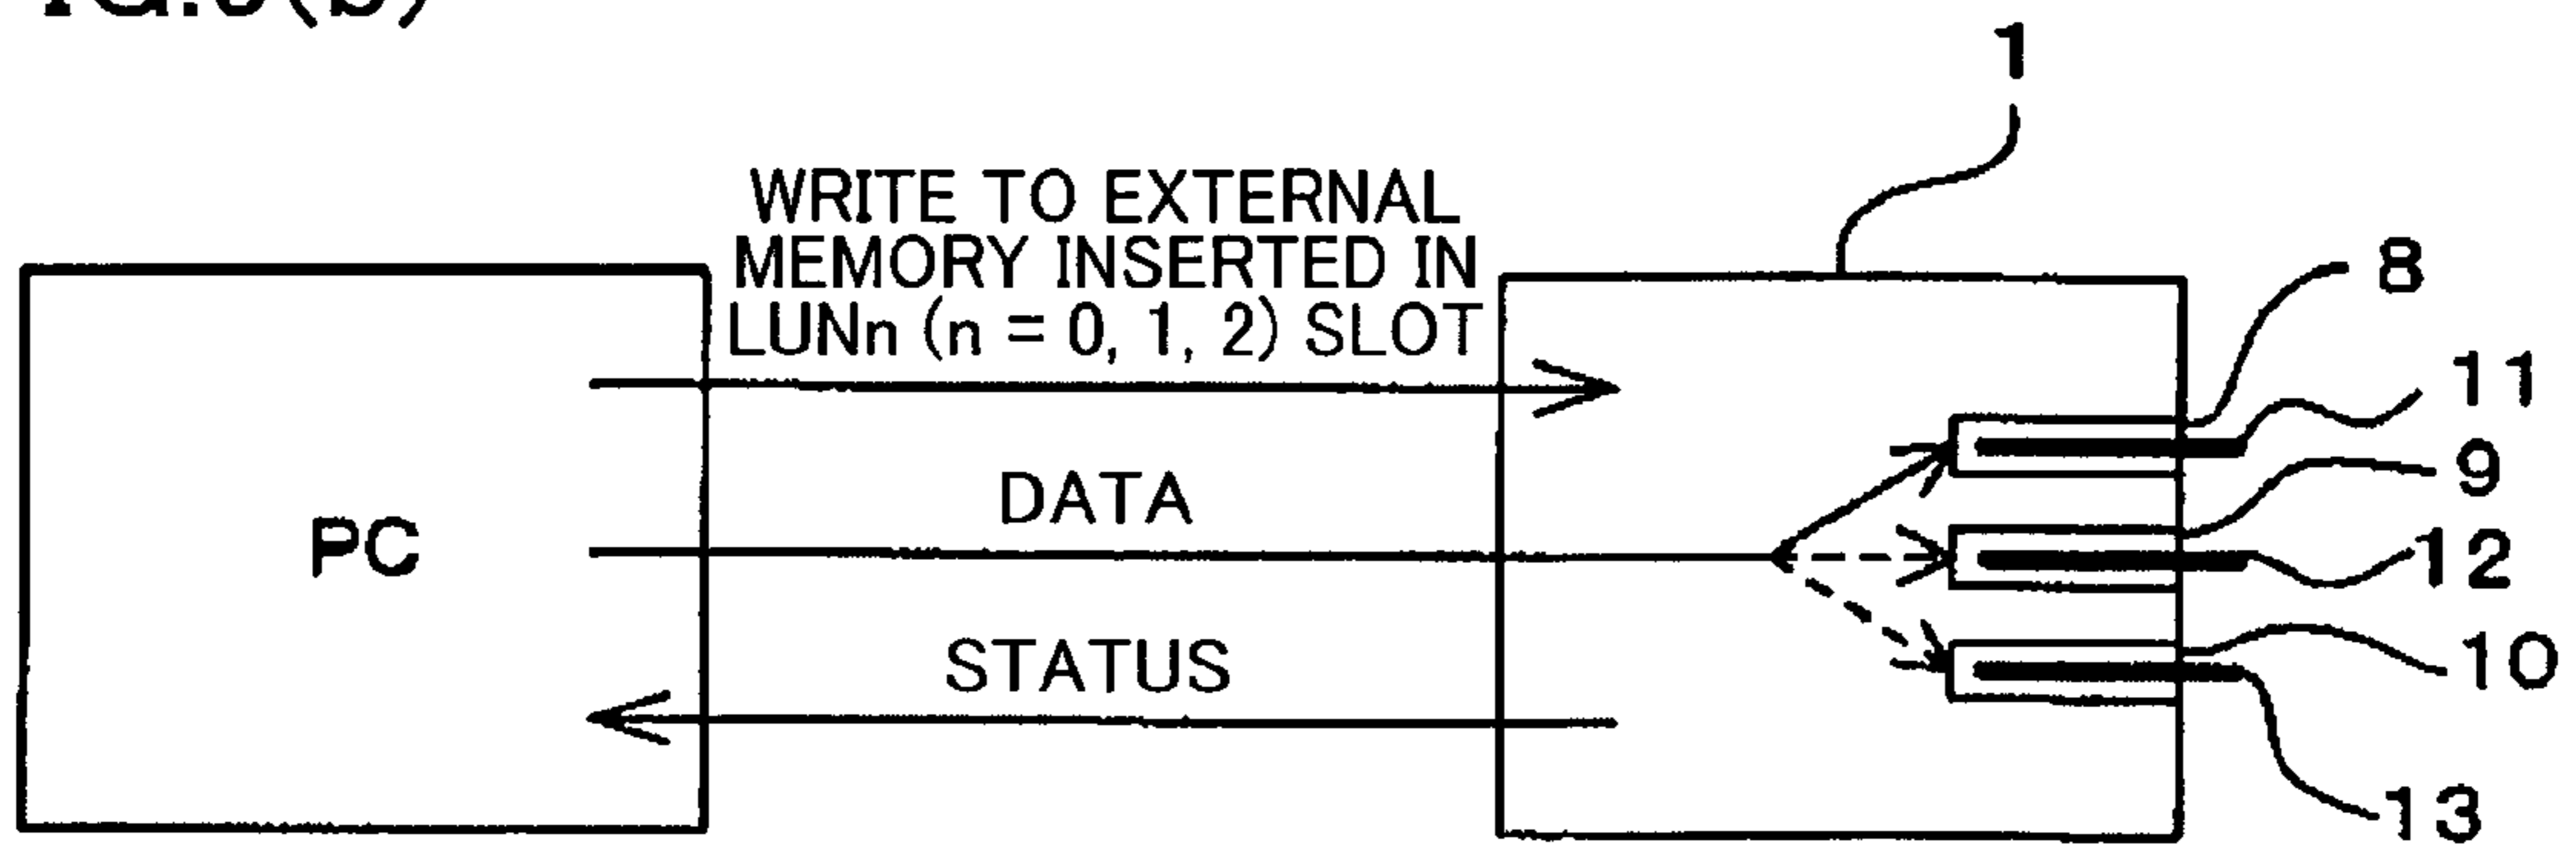 (b)
1
WRITE TO EXTERNAL
MEMORY INSERTED IN
LUNn (n = 0, 1, 2) SLOT
8
11
DATA
9
PC
12
STATUS
10
13